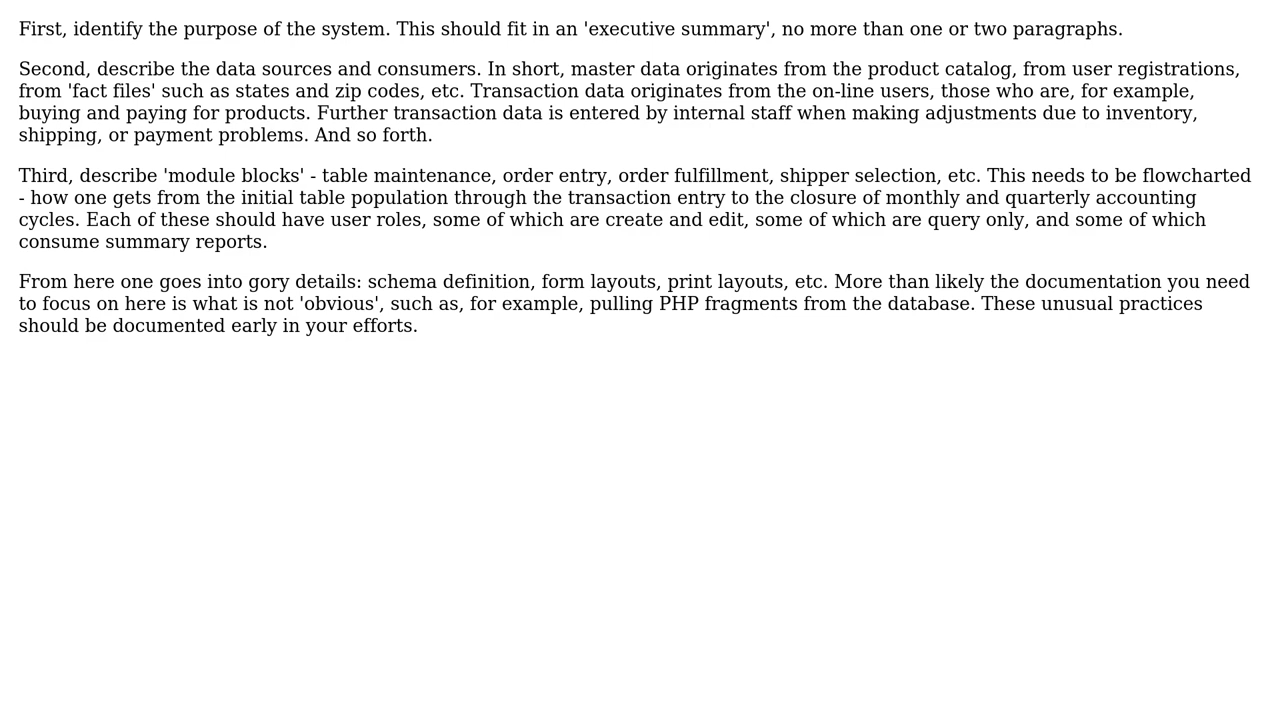 First, identify the purpose of the system. This should fit in an 'executive summary', no more than one or two paragraphs.
Second, describe the data sources and consumers. In short, master data originates from the product catalog, from user registrations,
from 'fact files' such as states and zip codes, etc. Transaction data originates from the on-line users, those who are, for example,
buying and paying for products. Further transaction data is entered by internal staff when making adjustments due to inventory,
shipping, or payment problems. And so forth.
Third, describe 'module blocks' - table maintenance, order entry, order fulfillment, shipper selection, etc. This needs to be flowcharted
- how one gets from the initial table population through the transaction entry to the closure of monthly and quarterly accounting
cycles. Each of these should have user roles, some of which are create and edit, some of which are query only, and some of which
consume summary reports.
From here one goes into gory details: schema definition, form layouts, print layouts, etc. More than likely the documentation you need
to focus on here is what is not 'obvious', such as, for example, pulling PHP fragments from the database. These unusual practices
should be documented early in your efforts.